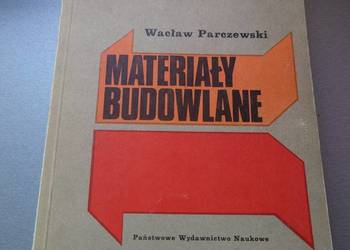 Wacław Parczewski
MATERIAŁY
BUDOWLANE
Państwowe Wydawnictwo Naukowe